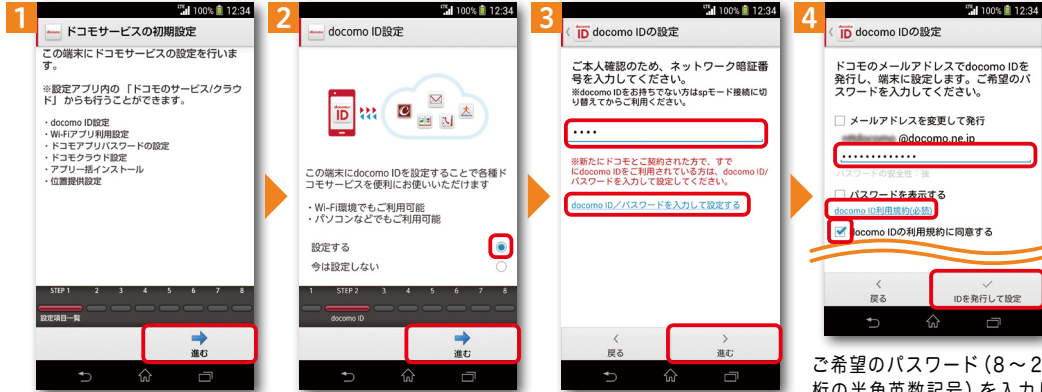 1
100% 12:34
ドコモサービスの初期設定
この端末にドコモサービスの設定を行いま
す。
※設定アプリ内の「ドコモのサービス/クラウ
ド」からも行うことができます。
・docomo ID設定
・Wi-Fiアプリ利用設定
・ドコモアプリパスワードの設定
・ドコモクラウド設定
・アプリ一括インストール
・位置提供設定
STEP 1 2 3 4 5 6 7 8
設定項目一覧
進む
2
100% 12:34
docomo ID設定
docomo
ID
この端末にdocomo IDを設定することで各種ド
コモサービスを便利にお使いいただけます
・Wi-Fi環境でもご利用可能
・パソコンなどでもご利用可能
設定する
今は設定しない
1 STEP 2 3 4 5 6 7 8
docomo ID
進む
3
100% 12:34
ID docomo IDの設定
ご本人確認のため、ネットワーク暗証番
号を入力してください。
※docomo IDをお持ちでない方はspモード接続に切
り替えてからご利用ください。
※新たにドコモとご契約された方で、すで
にdocomo IDをご利用されている方は、docomo ID/
パスワードを入力して設定してください。
docomo ID／パスワードを入力して設定する
戻る
進む
4
100% 12:34
ID docomo IDの設定
ドコモのメールアドレスでdocomo IDを
発行し、端末に設定します。ご希望のパ
スワードを入力してください。
メールアドレスを変更して発行
@docomo.ne.jp
パスワードの安全性：強
パスワードを表示する
docomo ID利用規約(必読)
docomo IDの利用規約に同意する
戻る
IDを発行して設定
ご希望のパスワード（8～2
桁の半角英数記号）を入力し